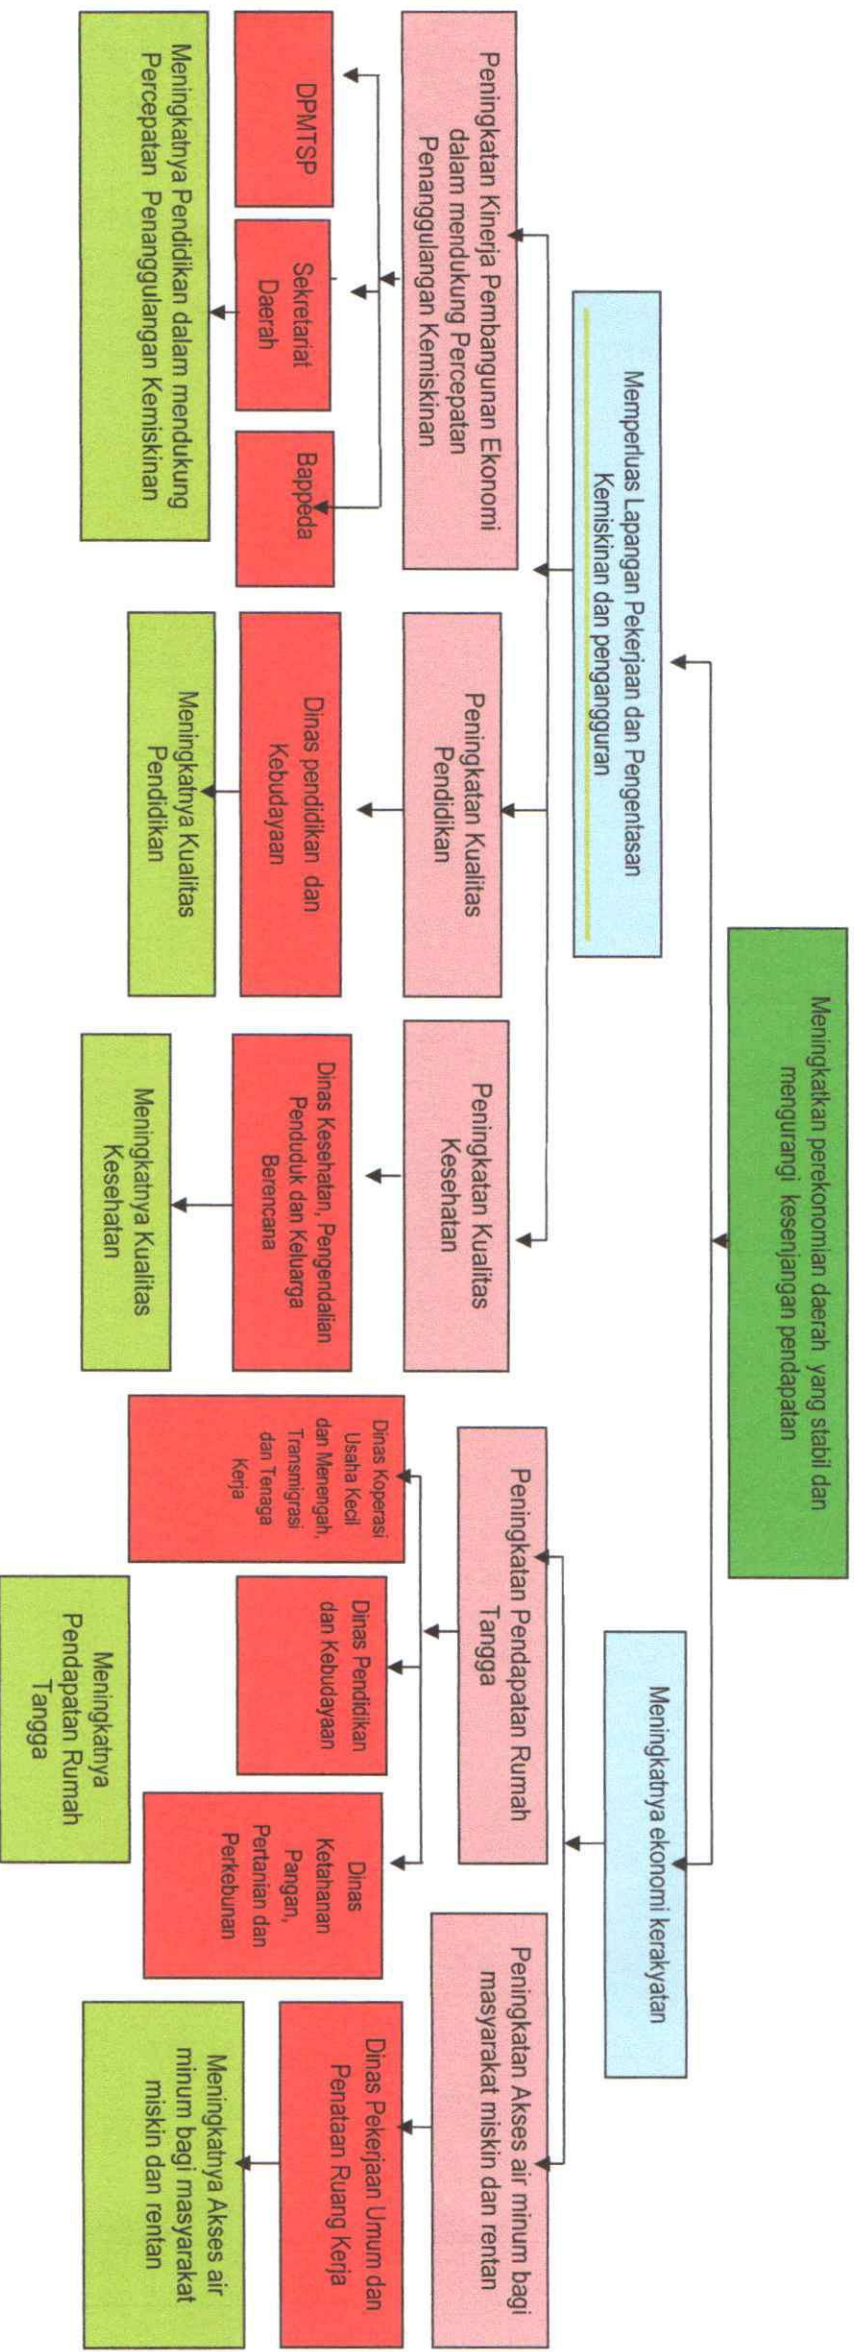 Meningkatkan perekonomian daerah yang stabil dan
mengurangi kesenjangan pendapatan
Memperluas Lapangan Pekerjaan dan Pengentasan
Kemiskinan dan pengangguran
Meningkatnya ekonomi kerakyatan
Peningkatan Kinerja Pembangunan Ekonomi
dalam mendukung Percepatan
Penanggulangan Kemiskinan
Peningkatan Kualitas
Pendidikan
Peningkatan Kualitas
Kesehatan
Peningkatan Pendapatan Rumah
Tangga
Peningkatan Akses air minum bagi
masyarakat miskin dan rentan
DPMTSP
Sekretariat
Daerah
Bappeda
Dinas pendidikan dan
Kebudayaan
Dinas Kesehatan, Pengendalian
Penduduk dan Keluarga
Berencana
Dinas Koperasi
Usaha Kecil
dan Menengah,
Transmigrasi
dan Tenaga
Kerja
Dinas Pendidikan
dan Kebudayaan
Dinas
Ketahanan
Pangan,
Pertanian dan
Perkebunan
Dinas Pekerjaan Umum dan
Penataan Ruang Kerja
Meningkatnya Pendidikan dalam mendukung
Percepatan Penanggulangan Kemiskinan
Meningkatnya Kualitas
Pendidikan
Meningkatnya Kualitas
Kesehatan
Meningkatnya
Pendapatan Rumah
Tangga
Meningkatnya Akses air
minum bagi masyarakat
miskin dan rentan